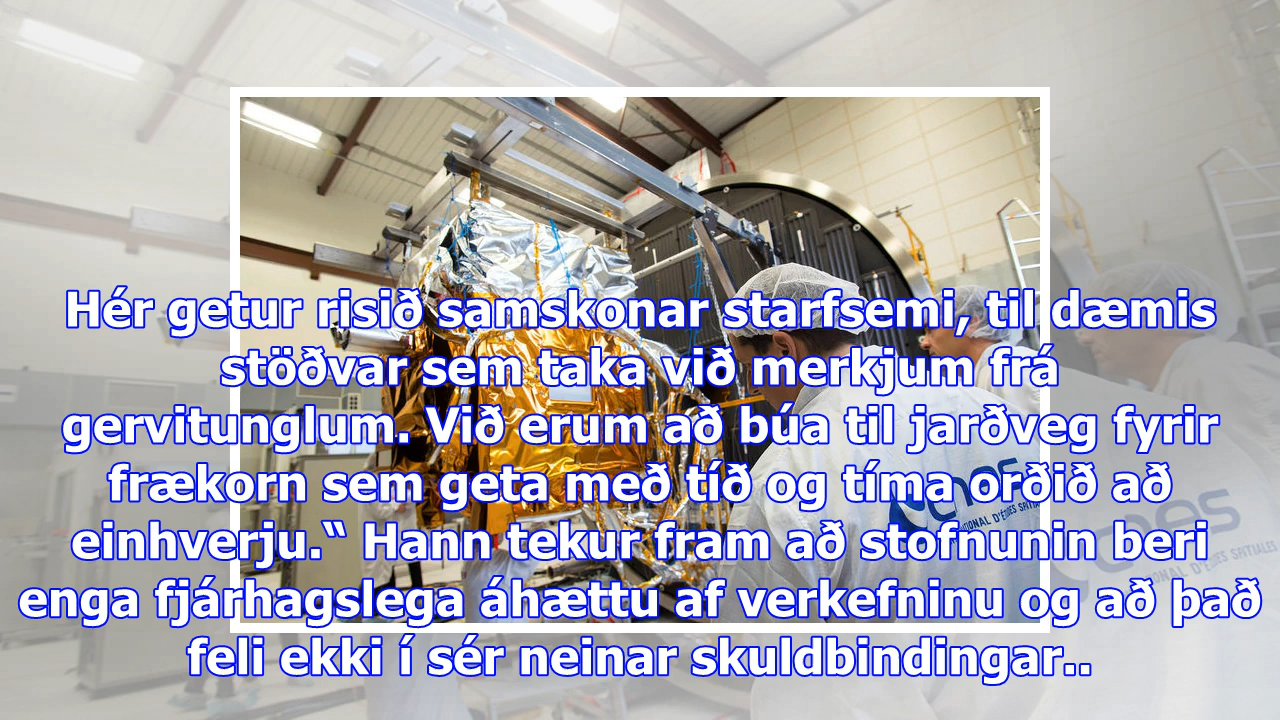 Hér getur risið samskonar starfsemi, til dæmis
stöðvar sem taka við merkjum frá
gervitunglum. Við erum að búa til jarðveg fyrir
frækorn sem geta með tíð og tíma orðið að
einhverju.“ Hann tekur fram að stofnunin beri
enga fjárhagslega áhættu af verkefninu og að það
feli ekki í sér neinar skuldbindingar..
cnes